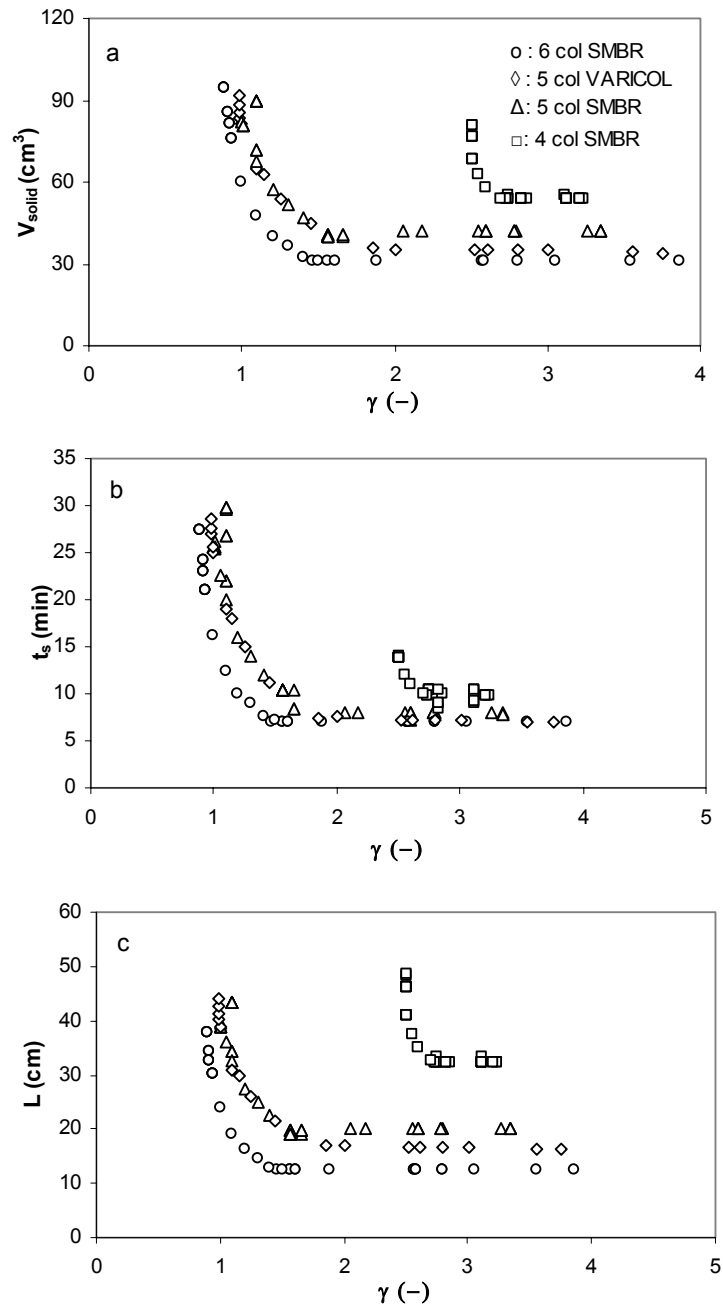 a
o : 6 col SMBR
◇ : 5 col VARICOL
Δ : 5 col SMBR
□ : 4 col SMBR
120
90
60
30
0
V_solid (cm³)
0 1 2 3 4
γ (−)
b
35
30
25
20
15
10
5
0
t_s (min)
0 1 2 3 4 5
γ (−)
c
60
50
40
30
20
10
0
L (cm)
0 1 2 3 4 5
γ (−)